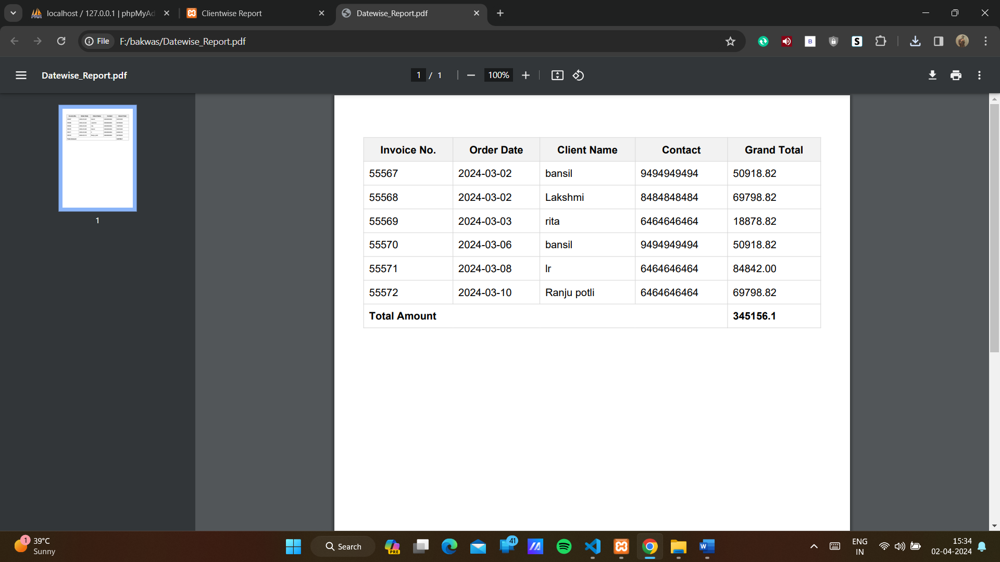 localhost / 127.0.0.1 | phpMyAd
Clientwise Report
Datewise_Report.pdf
File F:/bakwas/Datewise_Report.pdf
Datewise_Report.pdf
1 / 1
100%
Invoice No. Order Date Client Name Contact Grand Total
55567 2024-03-02 bansil 9494949494 50918.82
55568 2024-03-02 Lakshmi 8484848484 69798.82
55569 2024-03-03 rita 6464646464 18878.82
55570 2024-03-06 bansil 9494949494 50918.82
55571 2024-03-08 lr 6464646464 84842.00
55572 2024-03-10 Ranju potli 6464646464 69798.82
Total Amount 345156.1
1
1
39°C
Sunny
Search
PRE
41
ENG
IN
15:34
02-04-2024